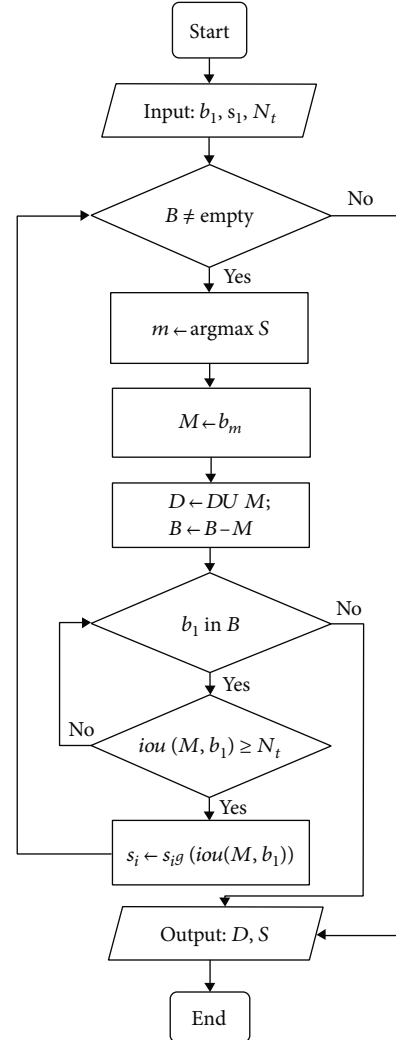 Start
Input: b₁, s₁, Nₜ
B ≠ empty
No
Yes
m ← argmax S
M ← bₘ
D ← DU M;
B ← B – M
b₁ in B
No
Yes
iou (M, b₁) ≥ Nₜ
No
Yes
sᵢ ← sᵢg (iou(M, b₁))
Output: D, S
End